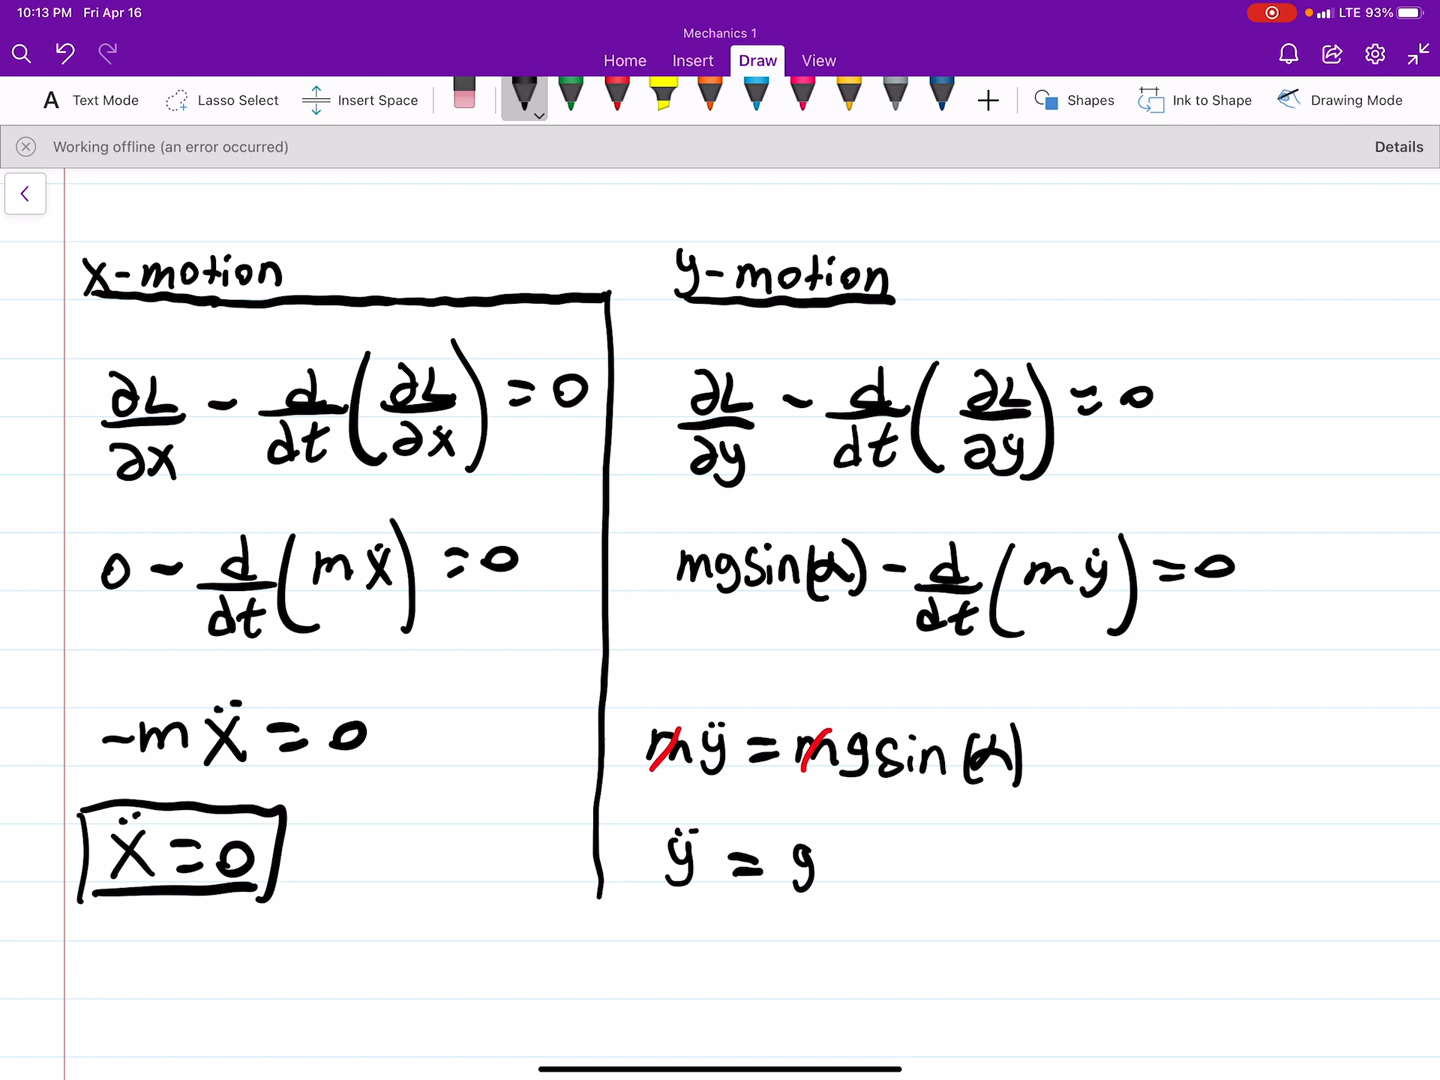 10:13 PM Fri Apr 16
LTE 93%
Mechanics 1
Home Insert Draw View
A Text Mode Lasso Select Insert Space Shapes Ink to Shape Drawing Mode
Working offline (an error occurred) Details
x-motion
∂L/∂x - d/dt(∂L/∂ẋ) = 0
0 - d/dt(mẋ) = 0
-mẍ = 0
ẍ = 0
y-motion
∂L/∂y - d/dt(∂L/∂ẏ) = 0
mgsin(α) - d/dt(mẏ) = 0
mÿ = mgsin(α)
ÿ = g